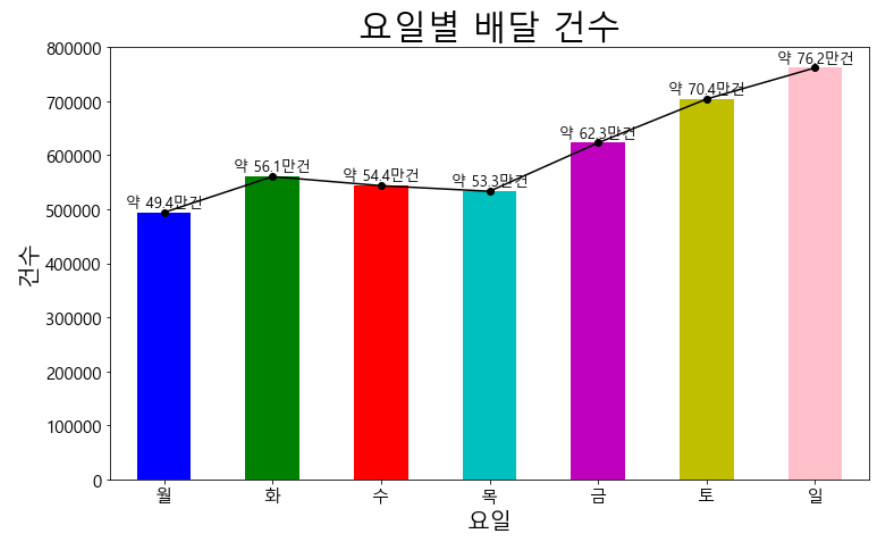 요일별 배달 건수
건수
800000
700000
600000
500000
400000
300000
200000
100000
0
약 49.4만건
약 56.1만건
약 54.4만건
약 53.3만건
약 62.3만건
약 70.4만건
약 76.2만건
월 화 수 목 금 토 일
요일